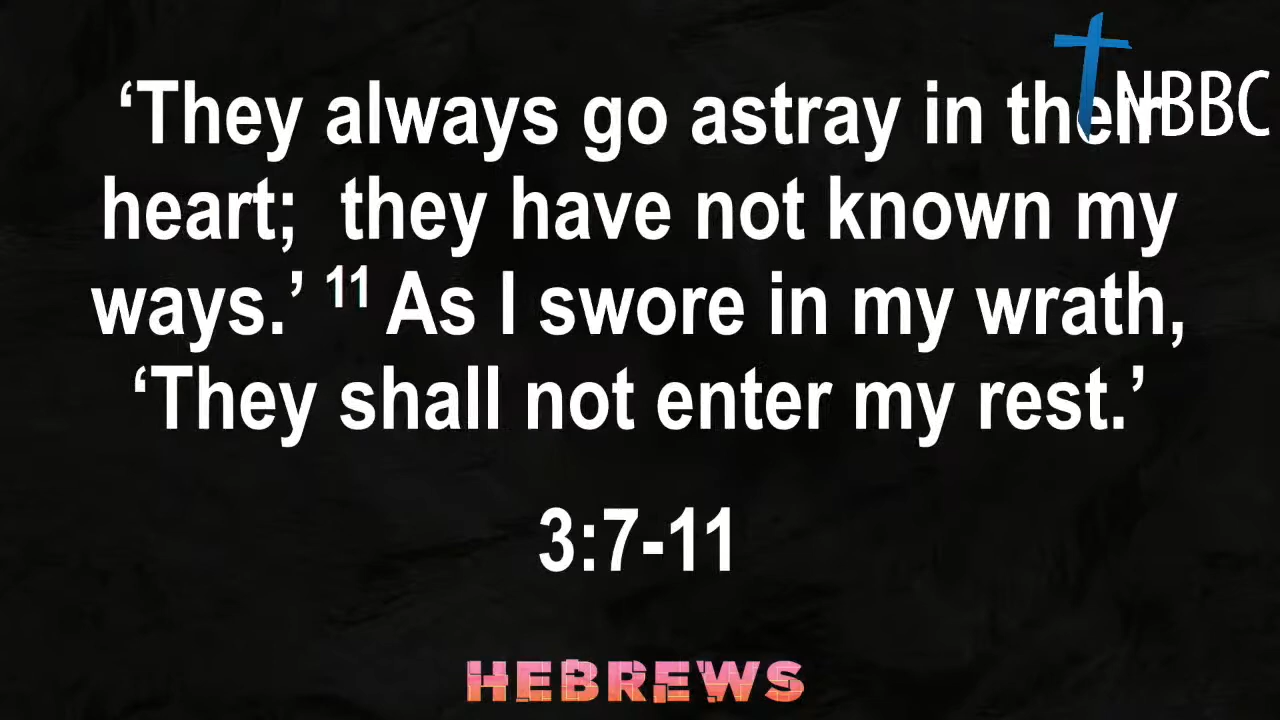 ‘They always go astray in their
NBBC
heart;  they have not known my
ways.’ 11 As I swore in my wrath,
‘They shall not enter my rest.’
3:7-11
HEBREWS